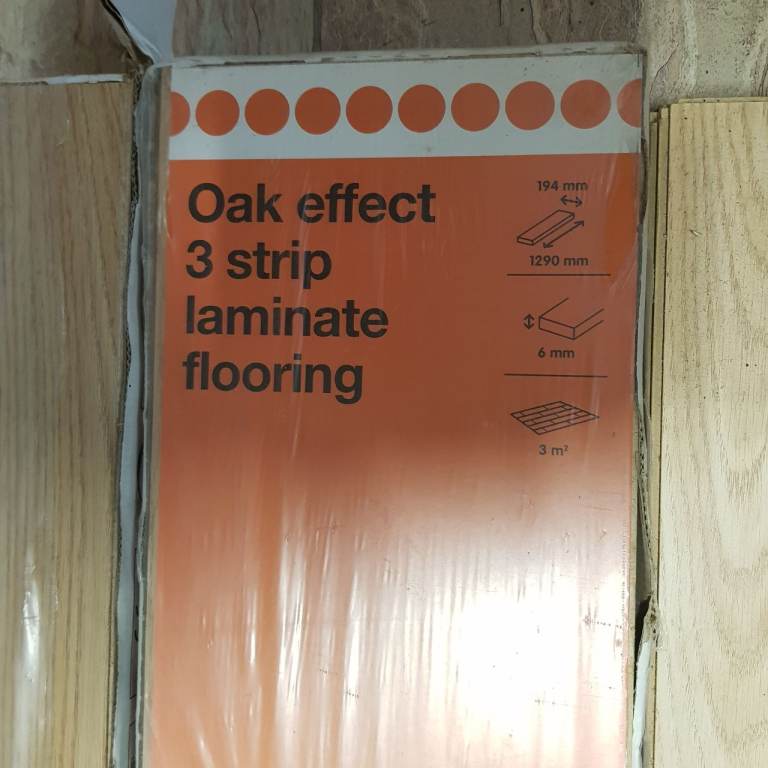 Oak effect
3 strip
laminate
flooring
194 mm
1290 mm
6 mm
3 m²